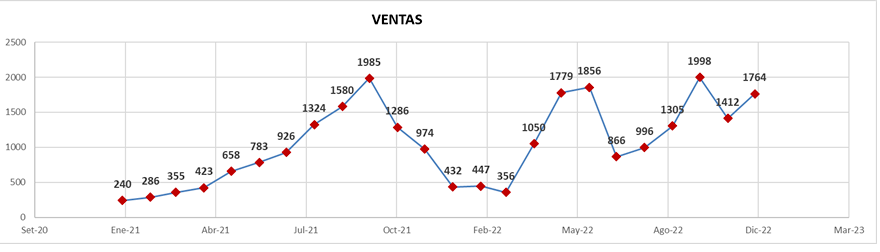 VENTAS
2500
2000
1500
1000
500
0
240 286 355 423 658 783 926 1324 1580 1985 1286 974 432 447 356 1050 1779 1856 866 996 1305 1998 1412 1764
Set-20 Ene-21 Abr-21 Jul-21 Oct-21 Feb-22 May-22 Ago-22 Dic-22 Mar-23